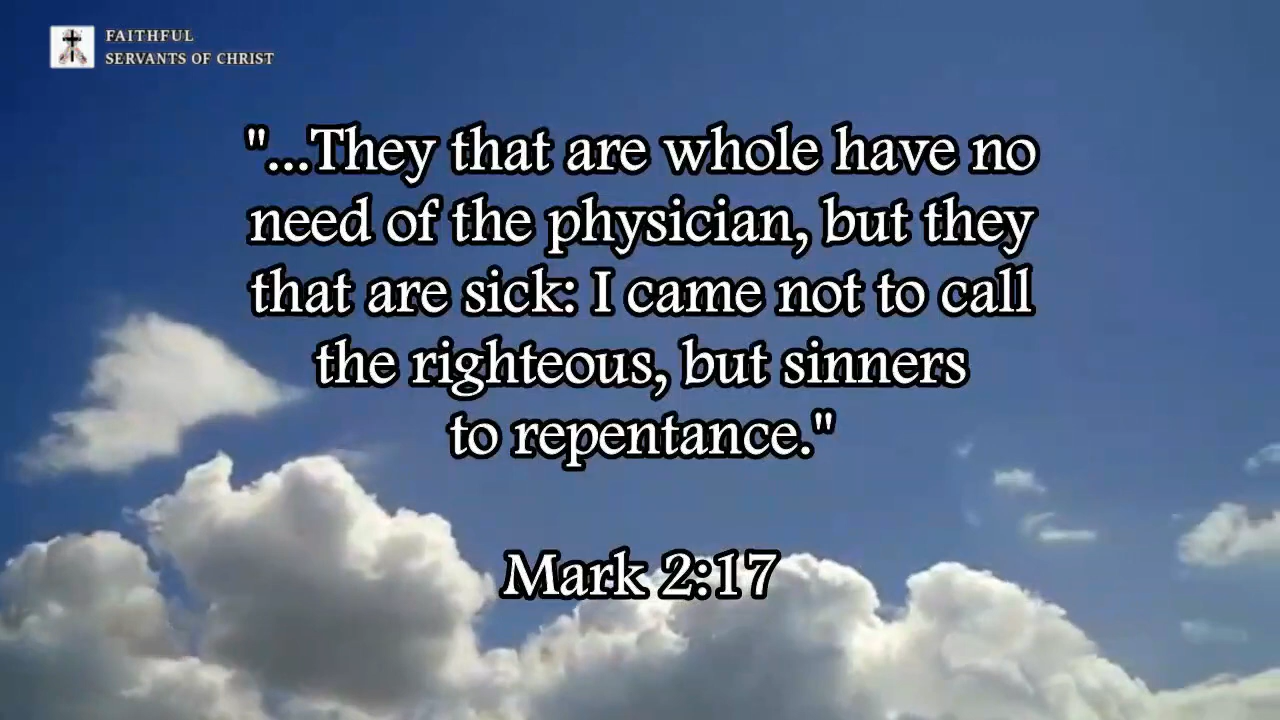 FAITHFUL
SERVANTS OF CHRIST
"...They that are whole have no
need of the physician, but they
that are sick: I came not to call
the righteous, but sinners
to repentance."
Mark 2:17